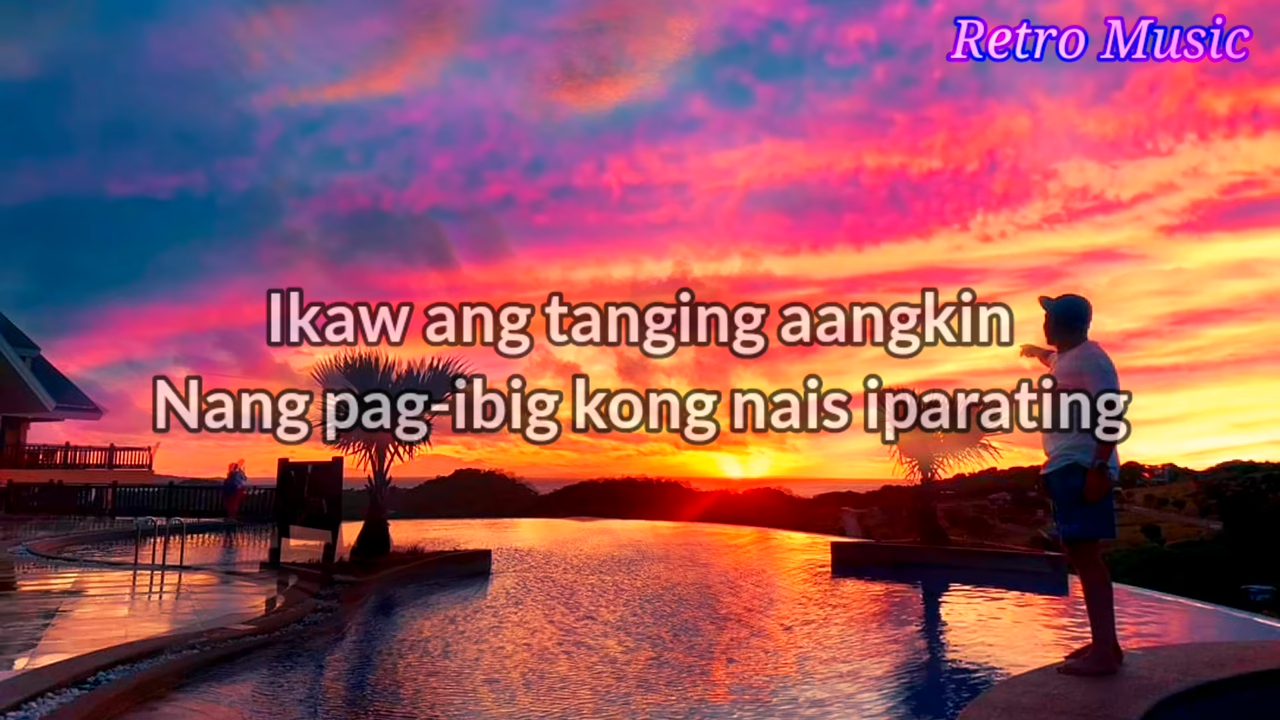 Retro Music
Ikaw ang tanging aangkin
Nang pag-ibig kong nais iparating